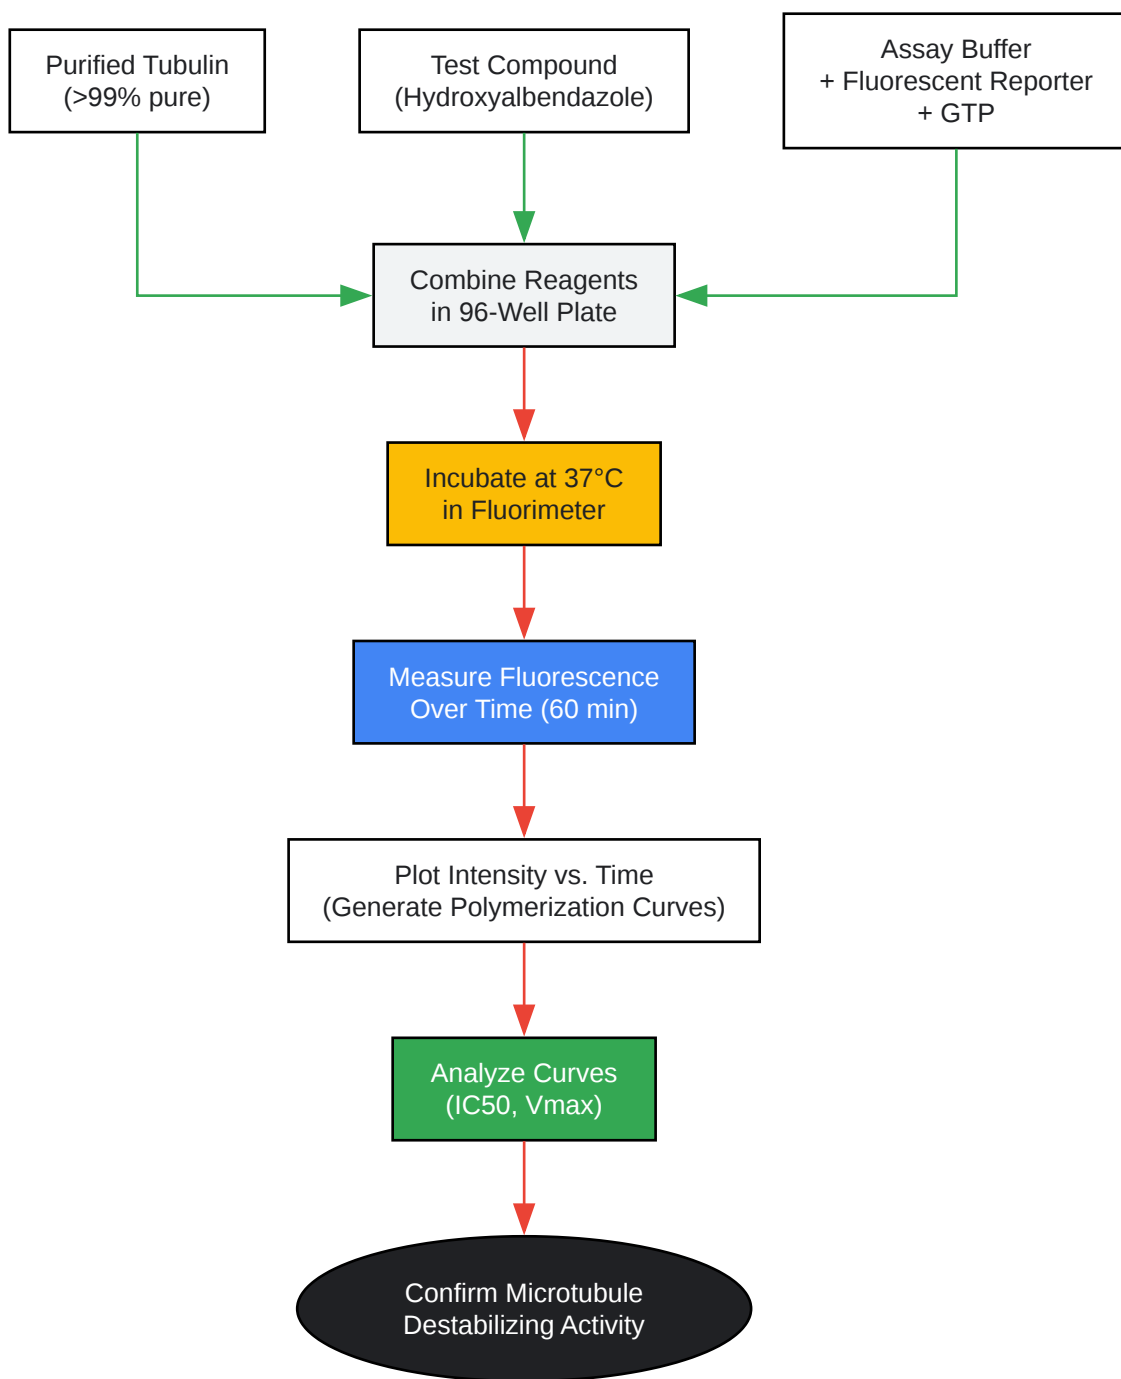 Purified Tubulin
(>99% pure)
Test Compound
(Hydroxyalbendazole)
Assay Buffer
+ Fluorescent Reporter
+ GTP
Combine Reagents
in 96-Well Plate
Incubate at 37°C
in Fluorimeter
Measure Fluorescence
Over Time (60 min)
Plot Intensity vs. Time
(Generate Polymerization Curves)
Analyze Curves
(IC50, Vmax)
Confirm Microtubule
Destabilizing Activity